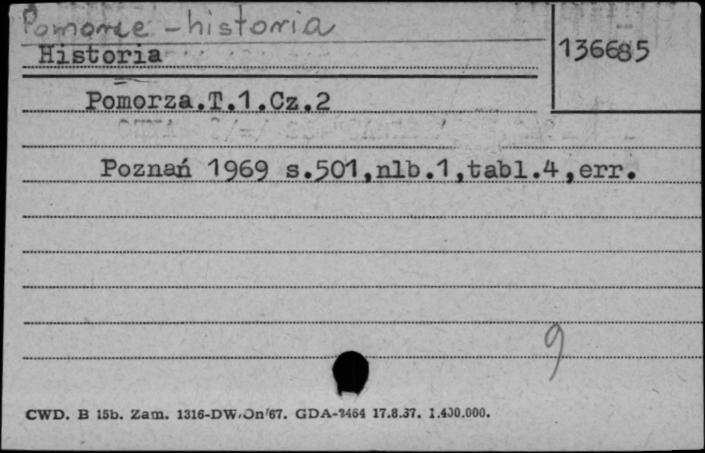 Pomorze - historia
136685
Historia
Pomorza.T.1.Cz.2
Poznań 1969 s.501,nlb.1,tabl.4,err.
9
CWD. B 15b. Zam. 1316-DW/On/67. GDA-2464 17.8.67. 1.400.000.